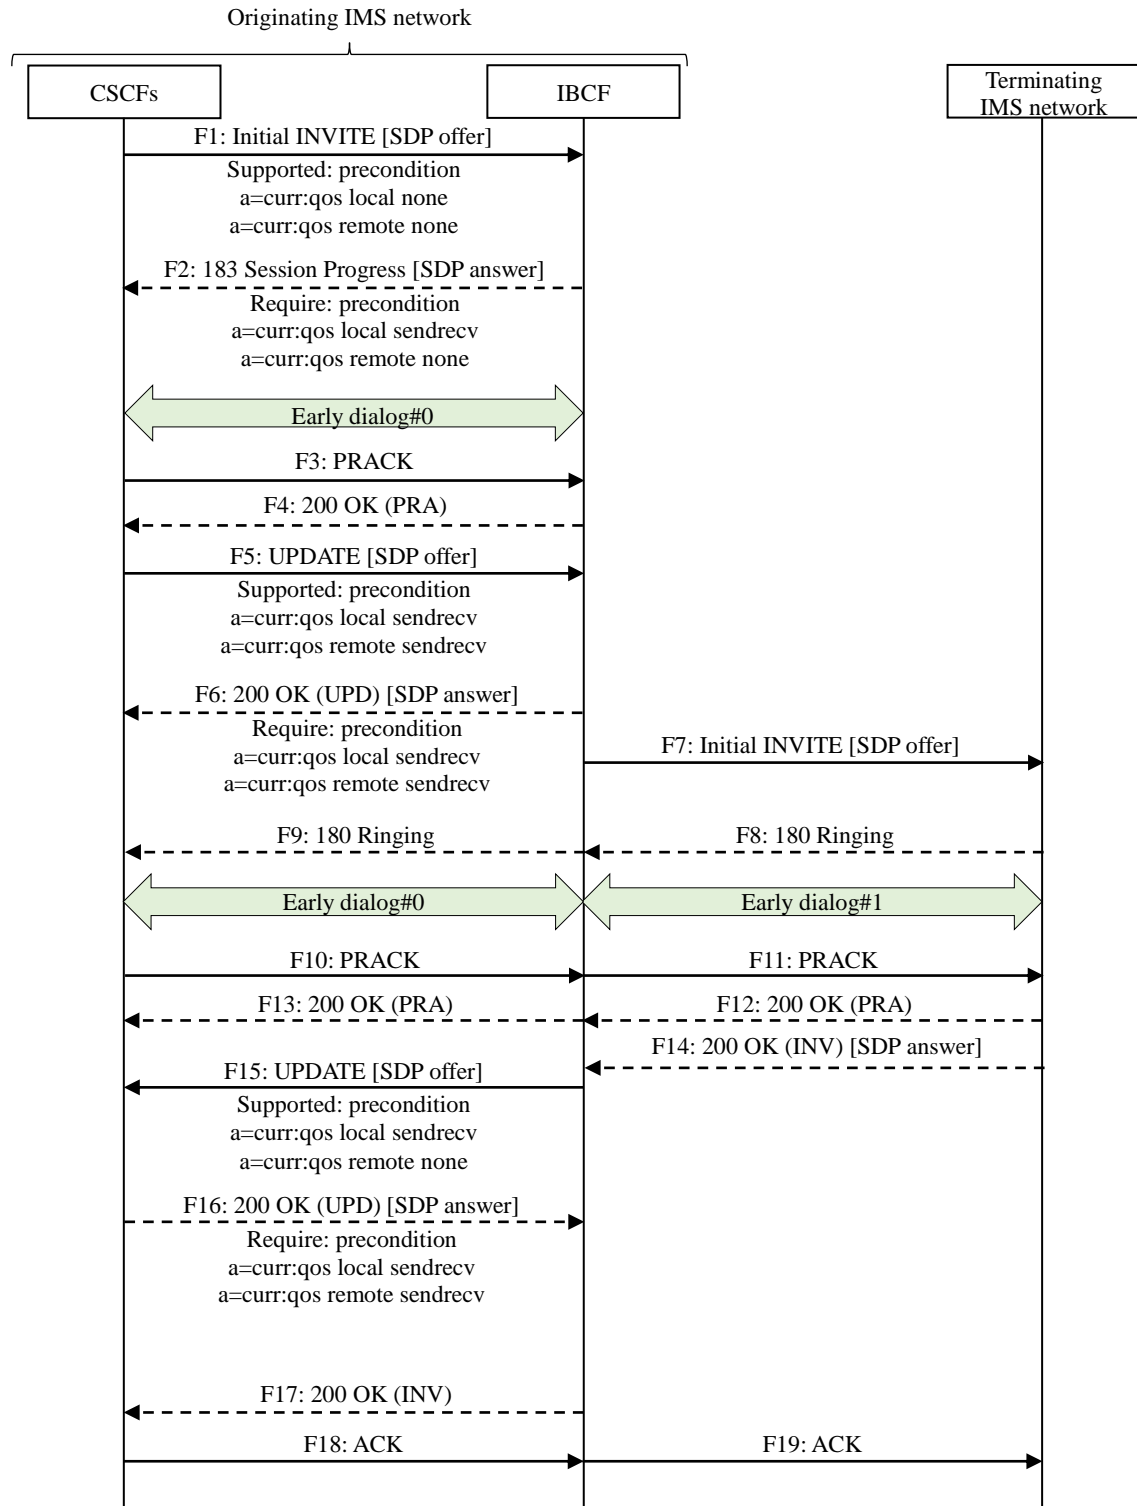 Originating IMS network
CSCFs
IBCF
Terminating
IMS network
F1: Initial INVITE [SDP offer]
Supported: precondition
a=curr:qos local none
a=curr:qos remote none
F2: 183 Session Progress [SDP answer]
Require: precondition
a=curr:qos local sendrecv
a=curr:qos remote none
Early dialog#0
F3: PRACK
F4: 200 OK (PRA)
F5: UPDATE [SDP offer]
Supported: precondition
a=curr:qos local sendrecv
a=curr:qos remote sendrecv
F6: 200 OK (UPD) [SDP answer]
Require: precondition
a=curr:qos local sendrecv
a=curr:qos remote sendrecv
F7: Initial INVITE [SDP offer]
F9: 180 Ringing
F8: 180 Ringing
Early dialog#0
Early dialog#1
F10: PRACK
F11: PRACK
F13: 200 OK (PRA)
F12: 200 OK (PRA)
F14: 200 OK (INV) [SDP answer]
F15: UPDATE [SDP offer]
Supported: precondition
a=curr:qos local sendrecv
a=curr:qos remote none
F16: 200 OK (UPD) [SDP answer]
Require: precondition
a=curr:qos local sendrecv
a=curr:qos remote sendrecv
F17: 200 OK (INV)
F18: ACK
F19: ACK